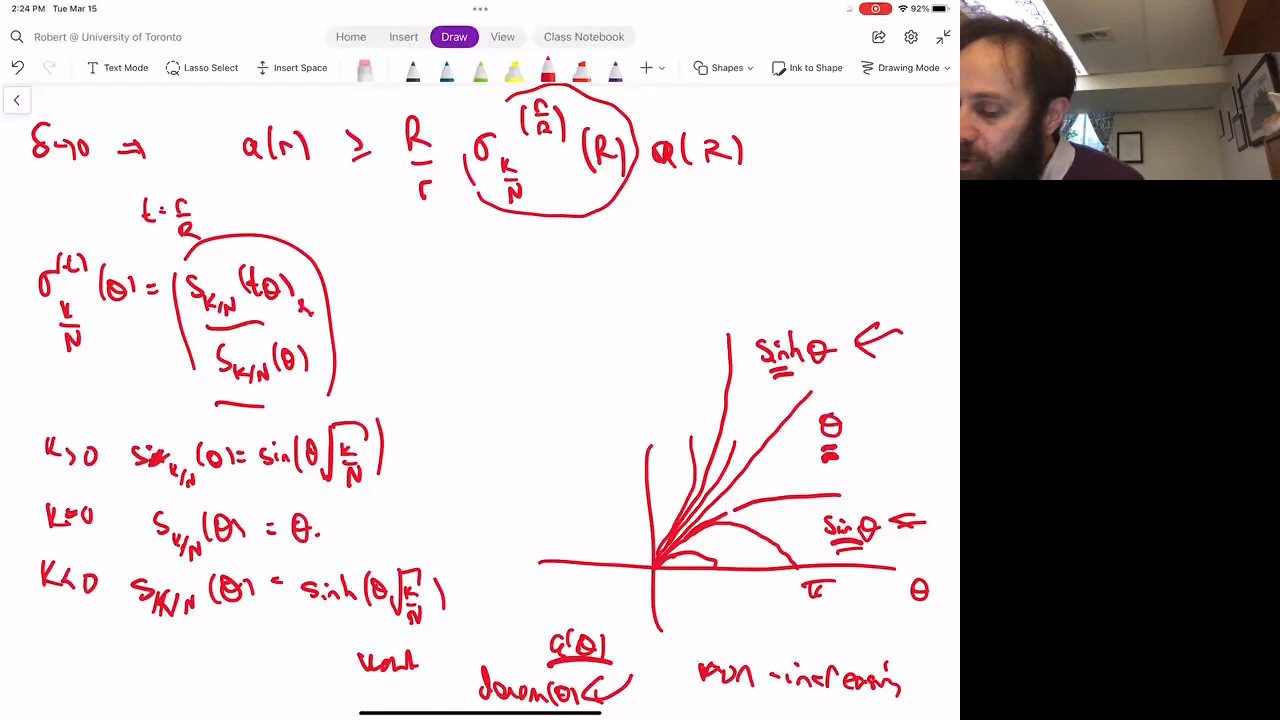 2:24 PM Tue Mar 15
92%
Robert @ University of Toronto
Home Insert Draw View Class Notebook
Text Mode Lasso Select Insert Space Shapes Ink to Shape Drawing Mode
δ→0 ⇒ a(r) ≥ R/r σ_{K/N}^{(r/R)}(R) a(R)
t = r/R
σ_{K/N}^{(t)}(θ) = S_{K/N}(tθ) / S_{K/N}(θ)
sinhθ
θ
K>0 S_{K/N}(θ) = sin(θ√(K/N))
sinθ
K=0 S_{K/N}(θ) = θ.
K<0 S_{K/N}(θ) = sinh(θ√(K/N))
π θ
non-increasing